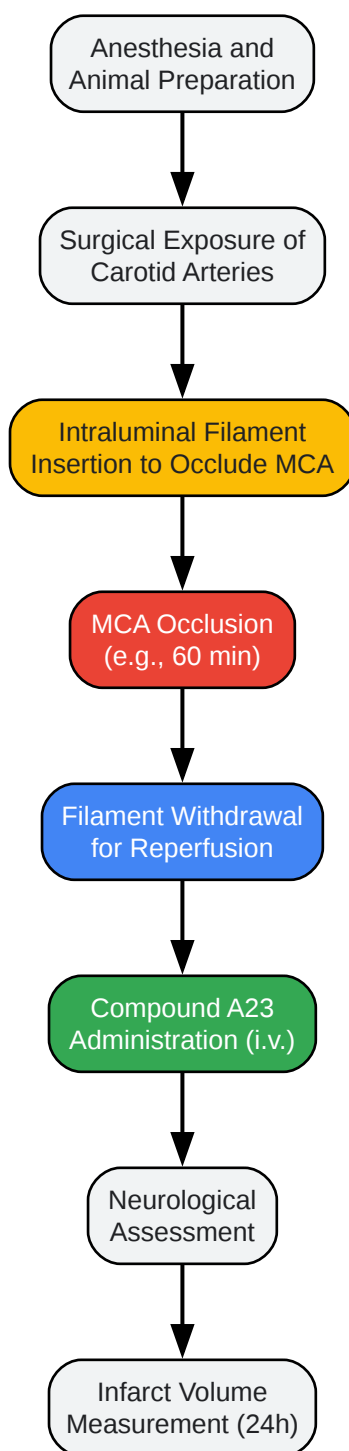 Anesthesia and
Animal Preparation
Surgical Exposure of
Carotid Arteries
Intraluminal Filament
Insertion to Occlude MCA
MCA Occlusion
(e.g., 60 min)
Filament Withdrawal
for Reperfusion
Compound A23
Administration (i.v.)
Neurological
Assessment
Infarct Volume
Measurement (24h)